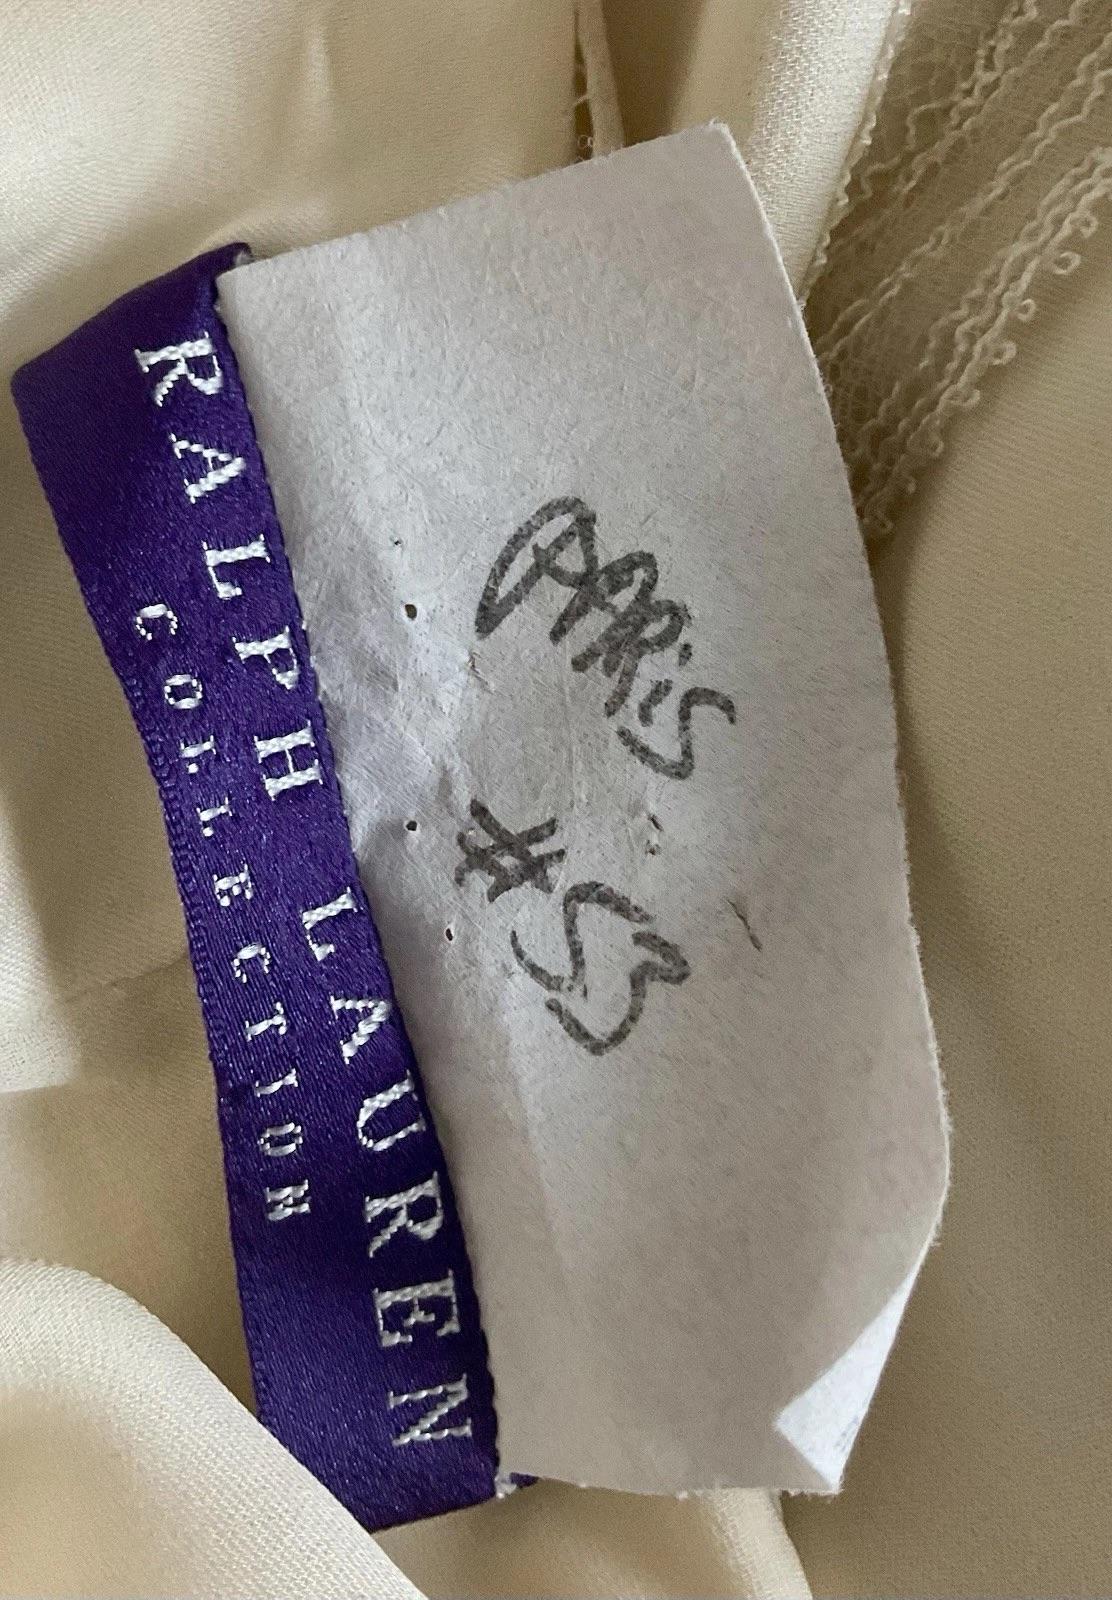 RALPH LAUREN
COLLECTION
PARiS
#53